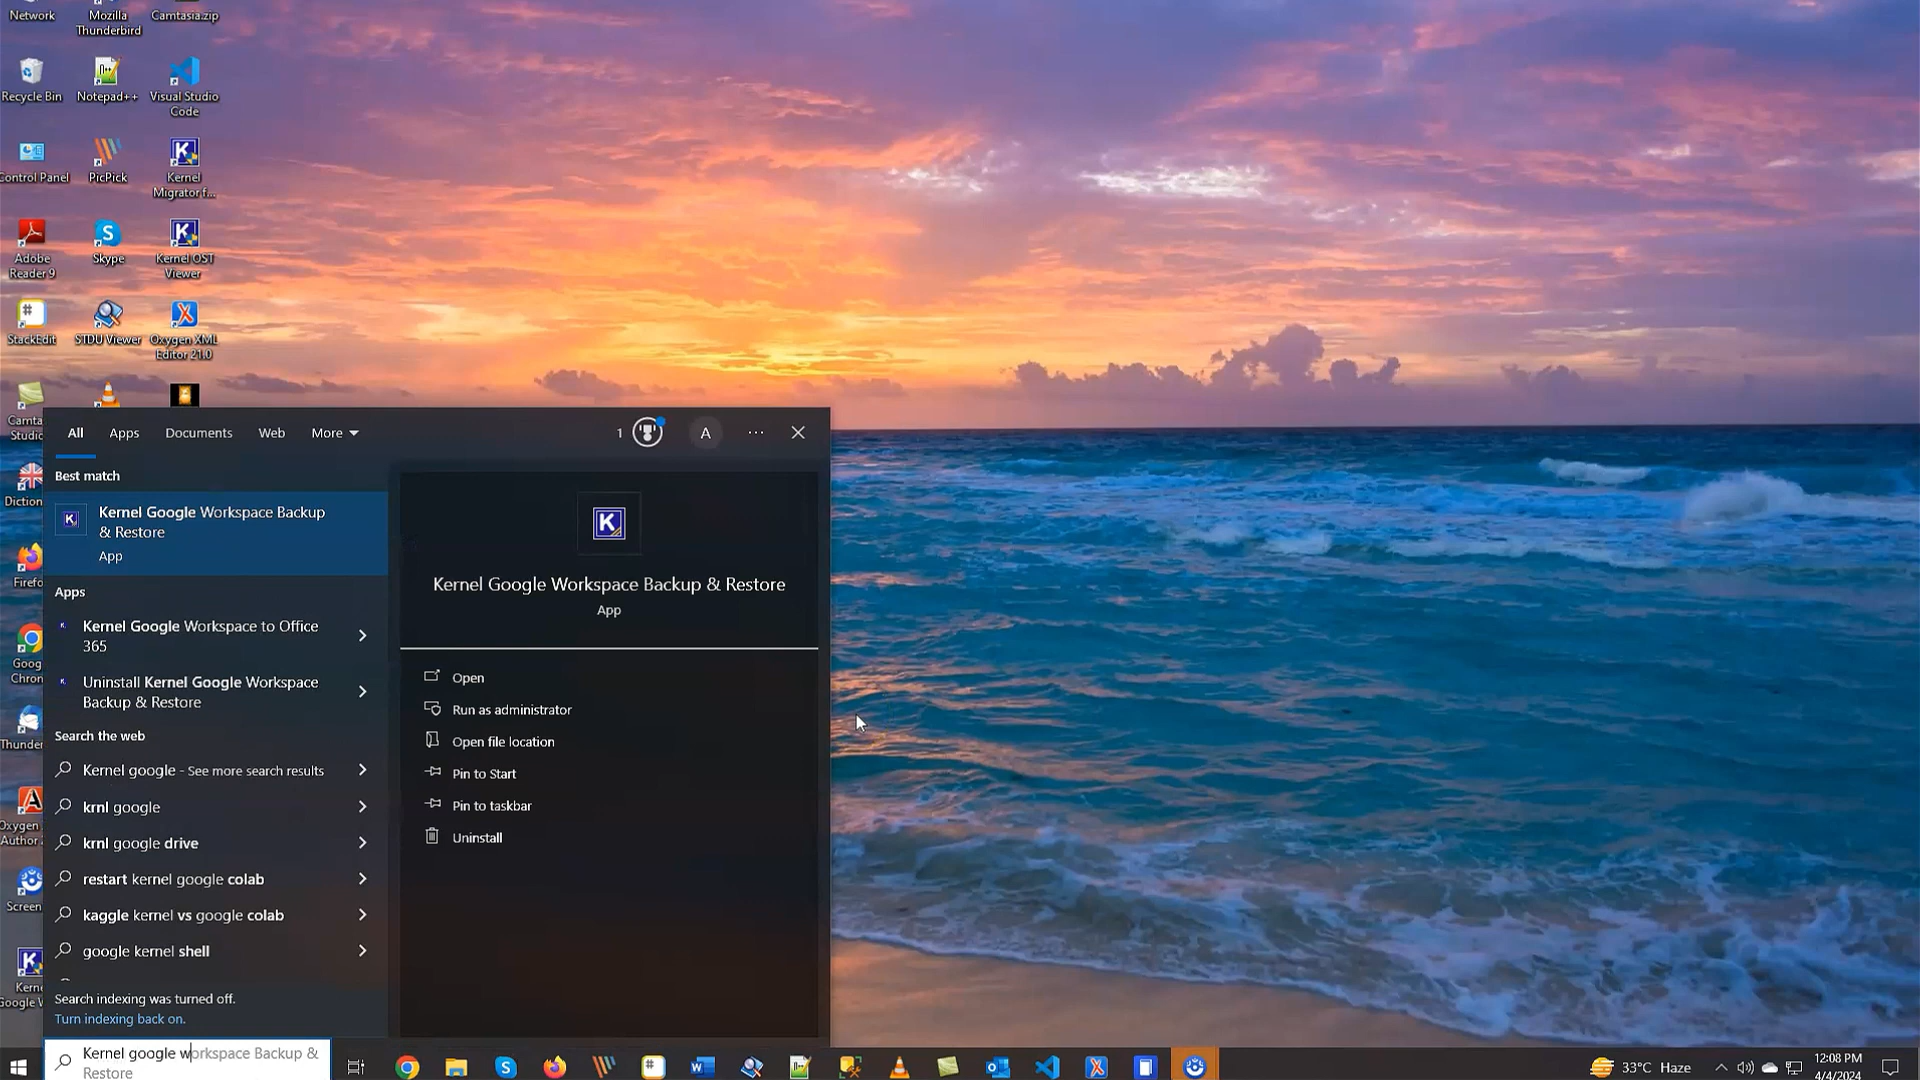 Network
Mozilla
Thunderbird
Camtasia.zip
Recycle Bin
Notepad++
Visual Studio
Code
Control Panel
PicPick
Kernel
Migrator f...
Adobe
Reader 9
Skype
Kernel OST
Viewer
StackEdit
STDU Viewer
Oxygen XML
Editor 21.0
Camta
Studio
Diction
Firefo
Goog
Chron
Thunder
Oxygen
Author
Screen
Kerne
Google W
All
Apps
Documents
Web
More
1
A
Best match
Kernel Google Workspace Backup
& Restore
App
Apps
Kernel Google Workspace to Office
365
Uninstall Kernel Google Workspace
Backup & Restore
Search the web
Kernel google - See more search results
krnl google
krnl google drive
restart kernel google colab
kaggle kernel vs google colab
google kernel shell
Search indexing was turned off.
Turn indexing back on.
Kernel Google Workspace Backup & Restore
App
Open
Run as administrator
Open file location
Pin to Start
Pin to taskbar
Uninstall
Kernel google workspace Backup &
Restore
33°C Haze
12:08 PM
4/4/2024